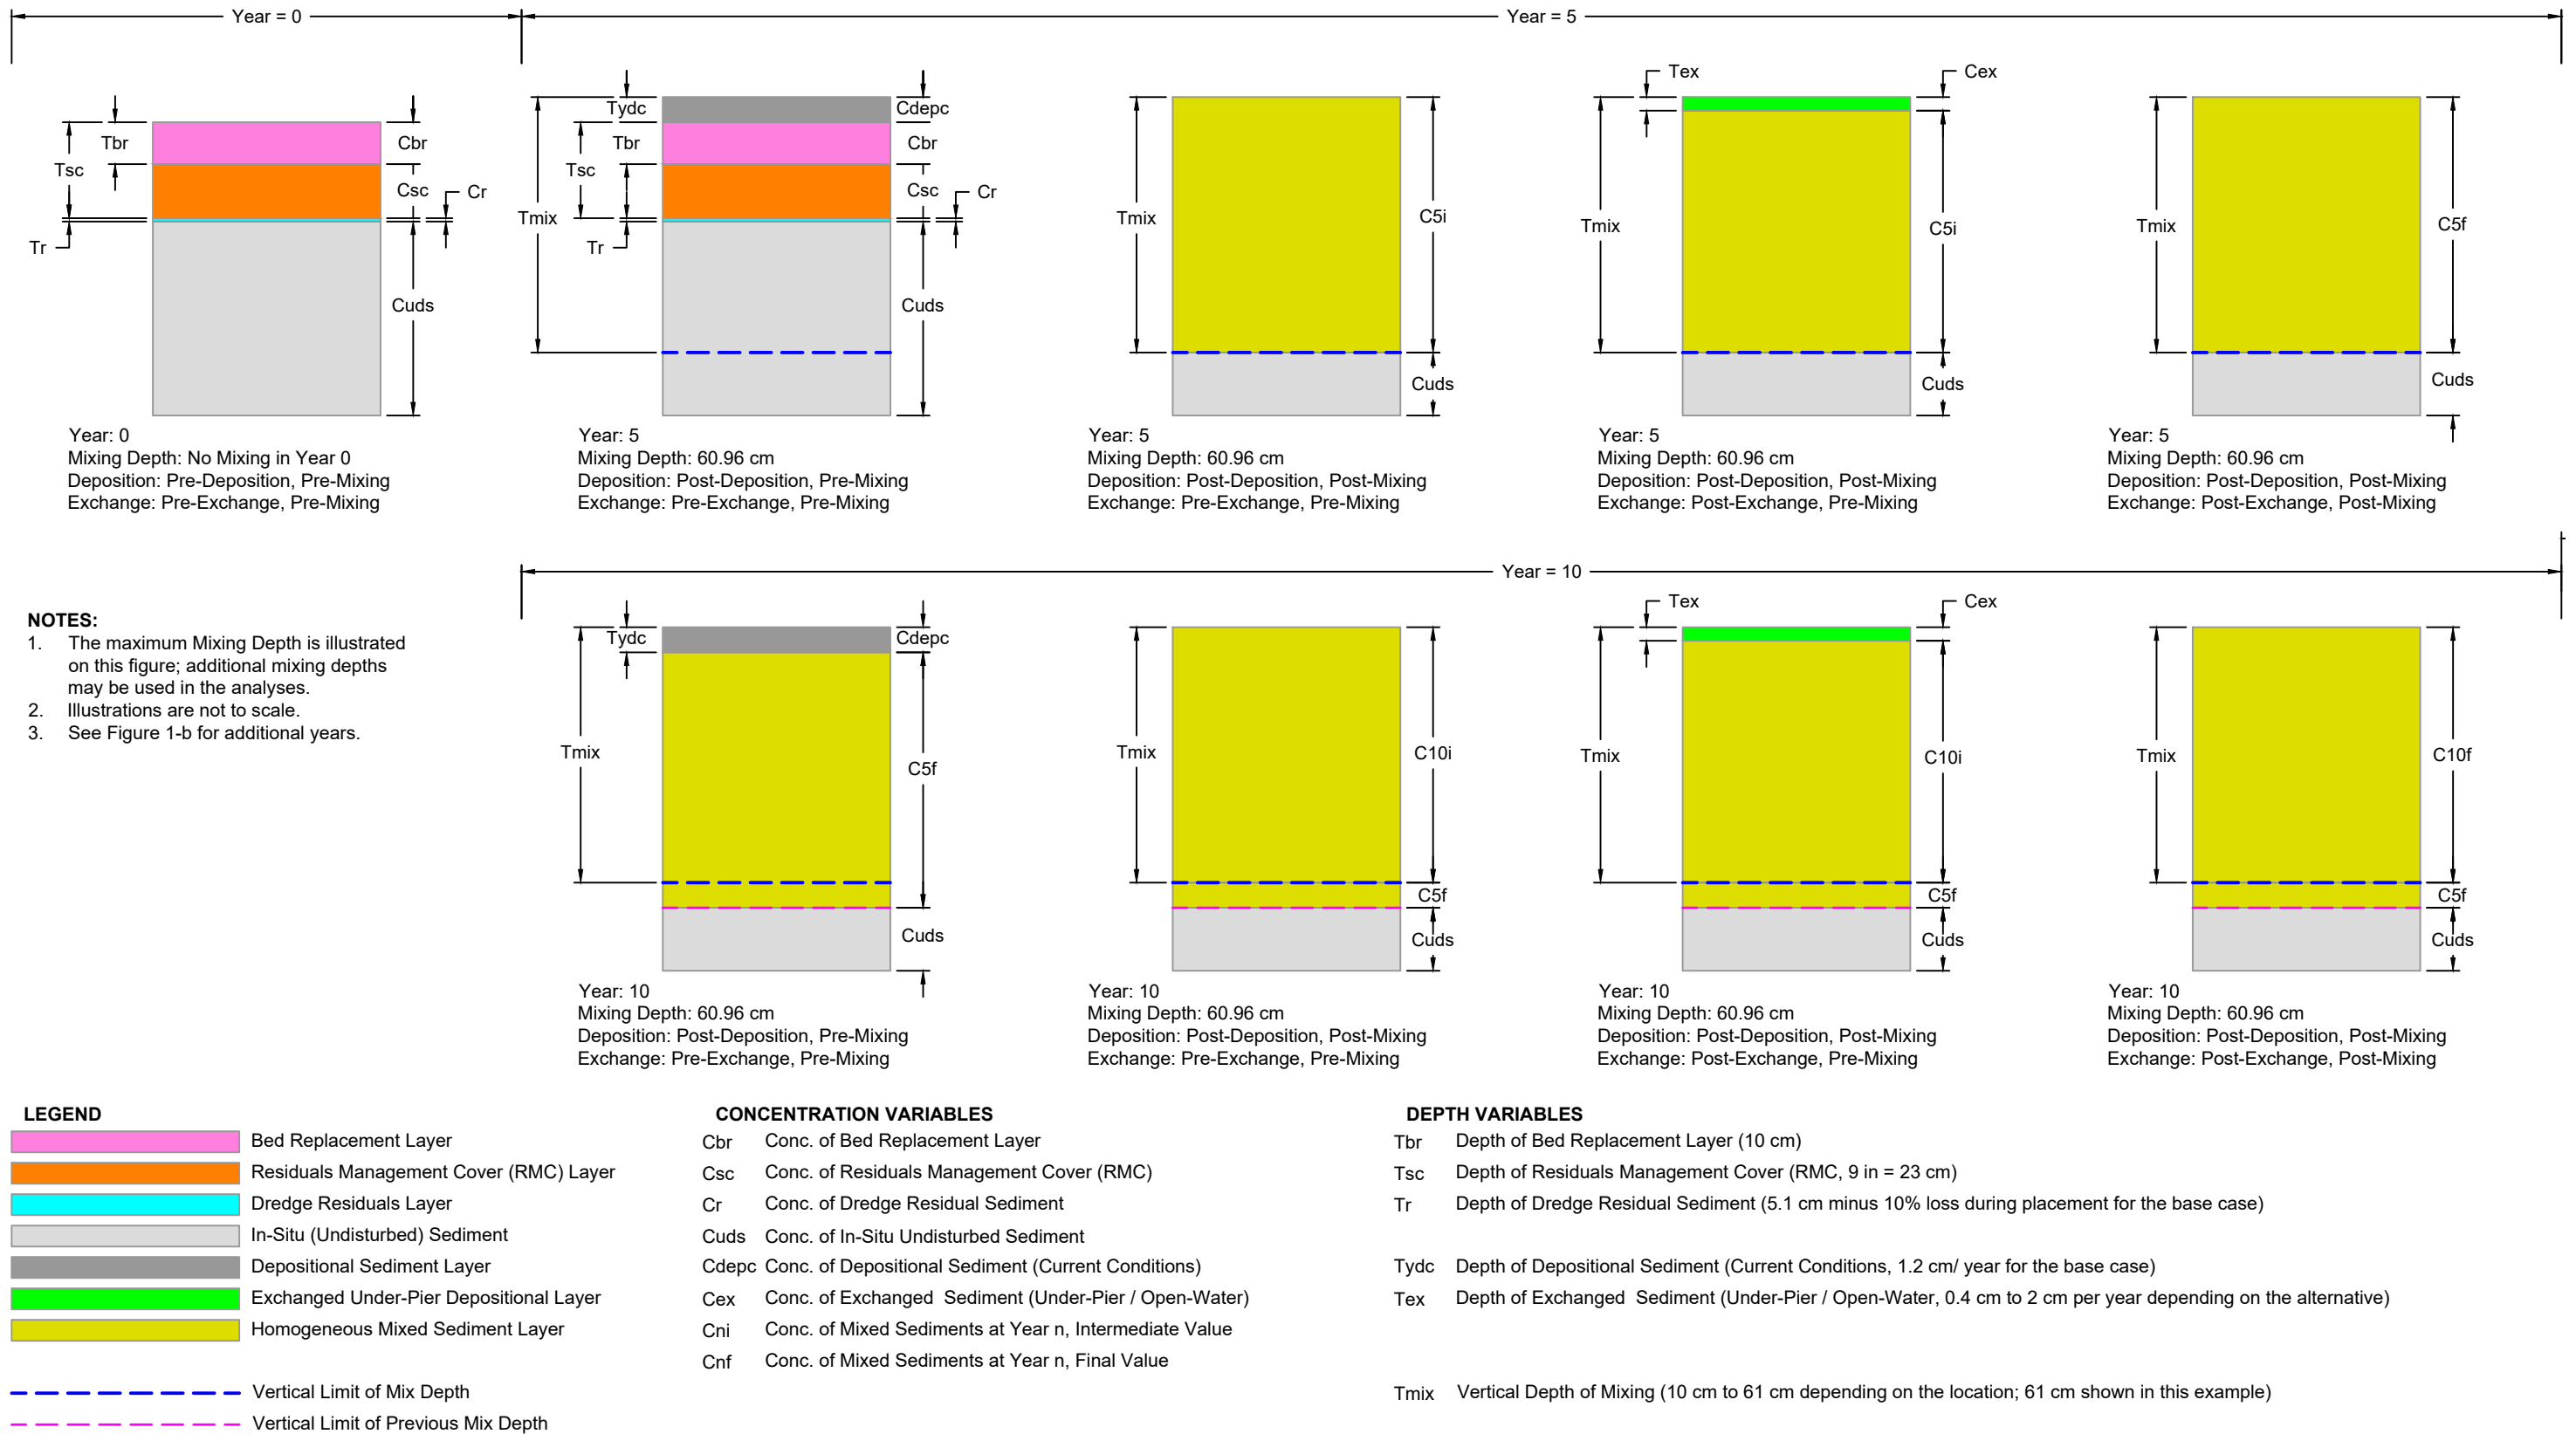 Year = 0
Year = 5
Tsc
Tbr
Cbr
Csc
Cr
Tr
Cuds
Year: 0
Mixing Depth: No Mixing in Year 0
Deposition: Pre-Deposition, Pre-Mixing
Exchange: Pre-Exchange, Pre-Mixing
Tydc
Cdepc
Tbr
Cbr
Tsc
Csc
Cr
Tmix
Tr
Cuds
Year: 5
Mixing Depth: 60.96 cm
Deposition: Post-Deposition, Pre-Mixing
Exchange: Pre-Exchange, Pre-Mixing
Tmix
C5i
Cuds
Year: 5
Mixing Depth: 60.96 cm
Deposition: Post-Deposition, Post-Mixing
Exchange: Pre-Exchange, Pre-Mixing
Tex
Cex
Tmix
C5i
Cuds
Year: 5
Mixing Depth: 60.96 cm
Deposition: Post-Deposition, Post-Mixing
Exchange: Post-Exchange, Pre-Mixing
Tmix
C5f
Cuds
Year: 5
Mixing Depth: 60.96 cm
Deposition: Post-Deposition, Post-Mixing
Exchange: Post-Exchange, Post-Mixing
NOTES:
1. The maximum Mixing Depth is illustrated
on this figure; additional mixing depths
may be used in the analyses.
2. Illustrations are not to scale.
3. See Figure 1-b for additional years.
Year = 10
Tydc
Cdepc
Tmix
C5f
Cuds
Year: 10
Mixing Depth: 60.96 cm
Deposition: Post-Deposition, Pre-Mixing
Exchange: Pre-Exchange, Pre-Mixing
Tmix
C10i
C5f
Cuds
Year: 10
Mixing Depth: 60.96 cm
Deposition: Post-Deposition, Post-Mixing
Exchange: Pre-Exchange, Pre-Mixing
Tex
Cex
Tmix
C10i
C5f
Cuds
Year: 10
Mixing Depth: 60.96 cm
Deposition: Post-Deposition, Post-Mixing
Exchange: Post-Exchange, Pre-Mixing
Tmix
C10f
C5f
Cuds
Year: 10
Mixing Depth: 60.96 cm
Deposition: Post-Deposition, Post-Mixing
Exchange: Post-Exchange, Post-Mixing
LEGEND
Bed Replacement Layer
Residuals Management Cover (RMC) Layer
Dredge Residuals Layer
In-Situ (Undisturbed) Sediment
Depositional Sediment Layer
Exchanged Under-Pier Depositional Layer
Homogeneous Mixed Sediment Layer
Vertical Limit of Mix Depth
Vertical Limit of Previous Mix Depth
CONCENTRATION VARIABLES
Cbr Conc. of Bed Replacement Layer
Csc Conc. of Residuals Management Cover (RMC)
Cr Conc. of Dredge Residual Sediment
Cuds Conc. of In-Situ Undisturbed Sediment
Cdepc Conc. of Depositional Sediment (Current Conditions)
Cex Conc. of Exchanged Sediment (Under-Pier / Open-Water)
Cni Conc. of Mixed Sediments at Year n, Intermediate Value
Cnf Conc. of Mixed Sediments at Year n, Final Value
DEPTH VARIABLES
Tbr Depth of Bed Replacement Layer (10 cm)
Tsc Depth of Residuals Management Cover (RMC, 9 in = 23 cm)
Tr Depth of Dredge Residual Sediment (5.1 cm minus 10% loss during placement for the base case)
Tydc Depth of Depositional Sediment (Current Conditions, 1.2 cm/ year for the base case)
Tex Depth of Exchanged Sediment (Under-Pier / Open-Water, 0.4 cm to 2 cm per year depending on the alternative)
Tmix Vertical Depth of Mixing (10 cm to 61 cm depending on the location; 61 cm shown in this example)